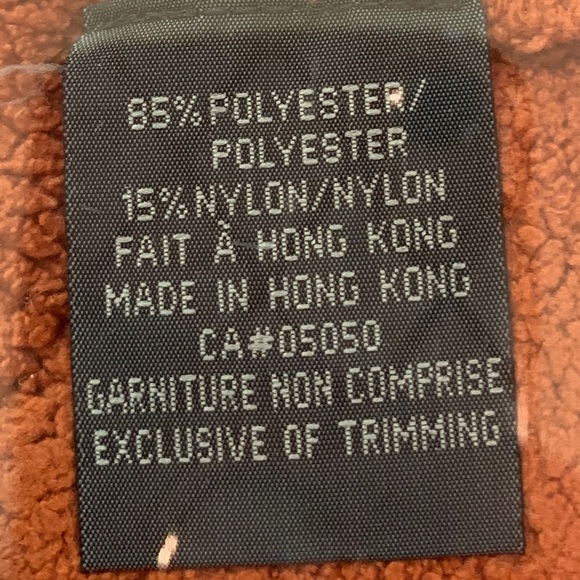 85% POLYESTER/
POLYESTER
15% NYLON/NYLON
FAIT À HONG KONG
MADE IN HONG KONG
CA#05050
GARNITURE NON COMPRISE
EXCLUSIVE OF TRIMMING